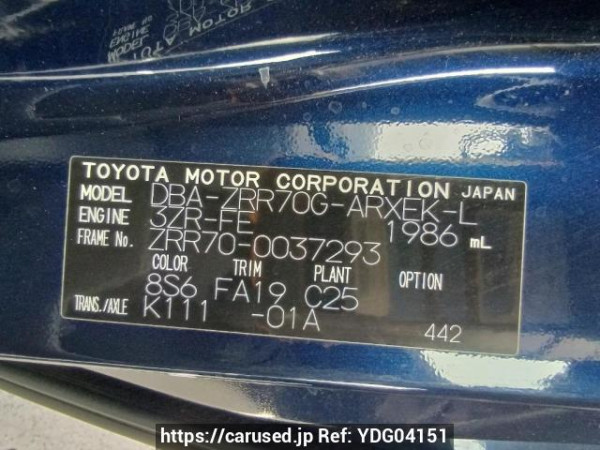 TOYOTA MOTOR CORPORATION JAPAN
MODEL DBA-ZRR70G-ARXEK-L
ENGINE 3ZR-FE 1986 mL
FRAME No. ZRR70-0037293
COLOR TRIM PLANT OPTION
8S6 FA19 C25
TRANS./AXLE K111 -01A
442
https://carused.jp Ref: YDG04151